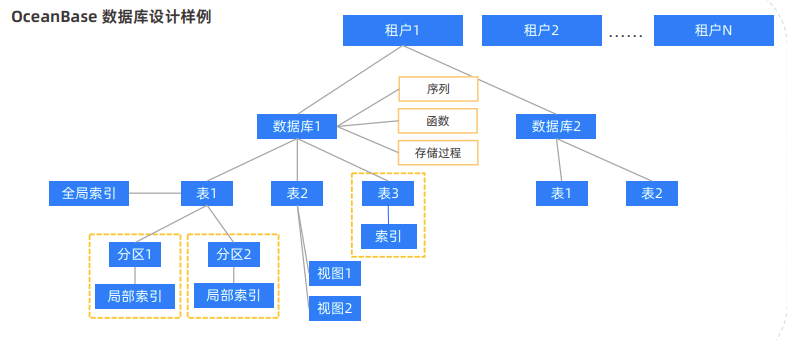 OceanBase 数据库设计样例
租户1
租户2
······
租户N
序列
函数
存储过程
数据库1
数据库2
全局索引
表1
表2
表3
表1
表2
索引
分区1
分区2
视图1
局部索引
局部索引
视图2